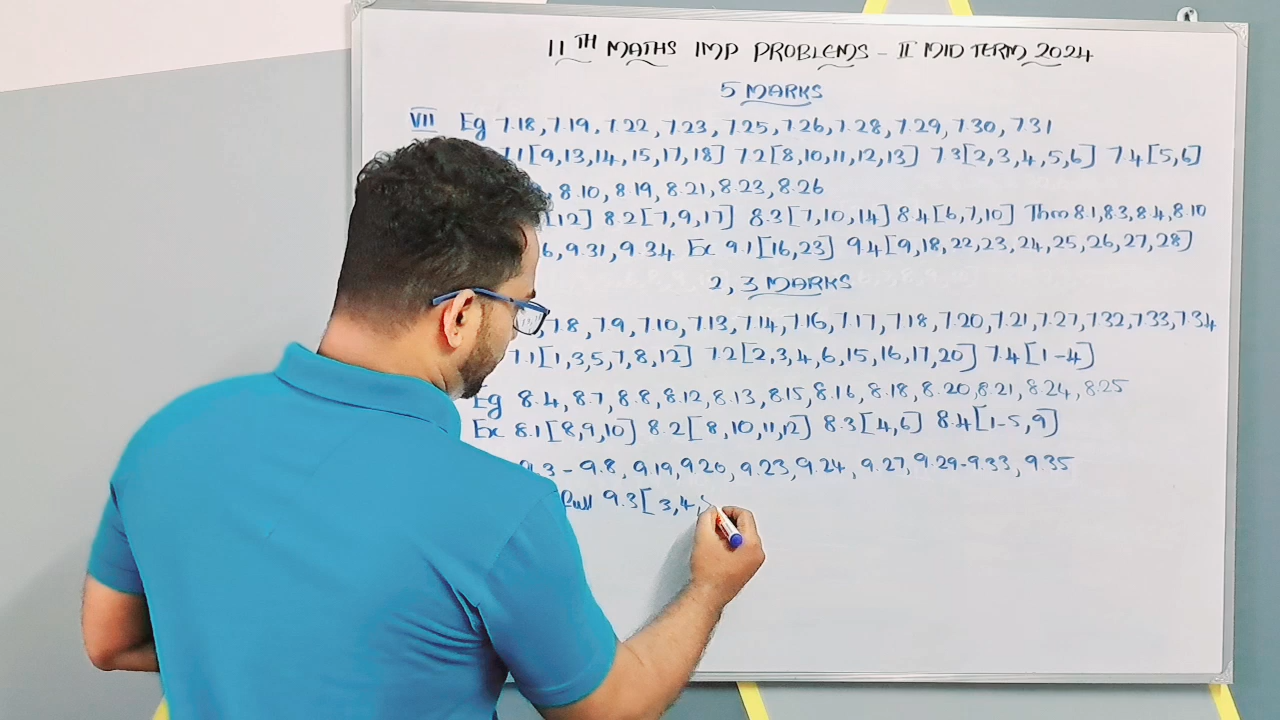 11TH MATHS IMP PROBLEMS - II MID TERM 2024
5 MARKS
VII Eg 7.18, 7.19, 7.22, 7.23, 7.25, 7.26, 7.28, 7.29, 7.30, 7.31
7.1[9,13,14,15,17,18] 7.2[8,10,11,12,13] 7.3[2,3,4,5,6] 7.4[5,6]
, 8.10, 8.19, 8.21, 8.23, 8.26
[12] 8.2[7,9,17] 8.3[7,10,14] 8.4[6,7,10] Thm 8.1, 8.3, 8.4, 8.10
6, 9.31, 9.34 Ex 9.1[16,23] 9.4[9,18,22,23,24,25,26,27,28]
2, 3 MARKS
, 7.8, 7.9, 7.10, 7.13, 7.14, 7.16, 7.17, 7.18, 7.20, 7.21, 7.27, 7.32, 7.33, 7.34
7.1[1,3,5,7,8,12] 7.2[2,3,4,6,15,16,17,20] 7.4[1-4]
Eg 8.4, 8.7, 8.8, 8.12, 8.13, 8.15, 8.16, 8.18, 8.20, 8.21, 8.24, 8.25
Ex 8.1[8,9,10] 8.2[8,10,11,12] 8.3[4,6] 8.4[1-5,9]
9.3 - 9.8, 9.19, 9.20, 9.23, 9.24, 9.27, 9.29-9.33, 9.35
full 9.3[3,4,